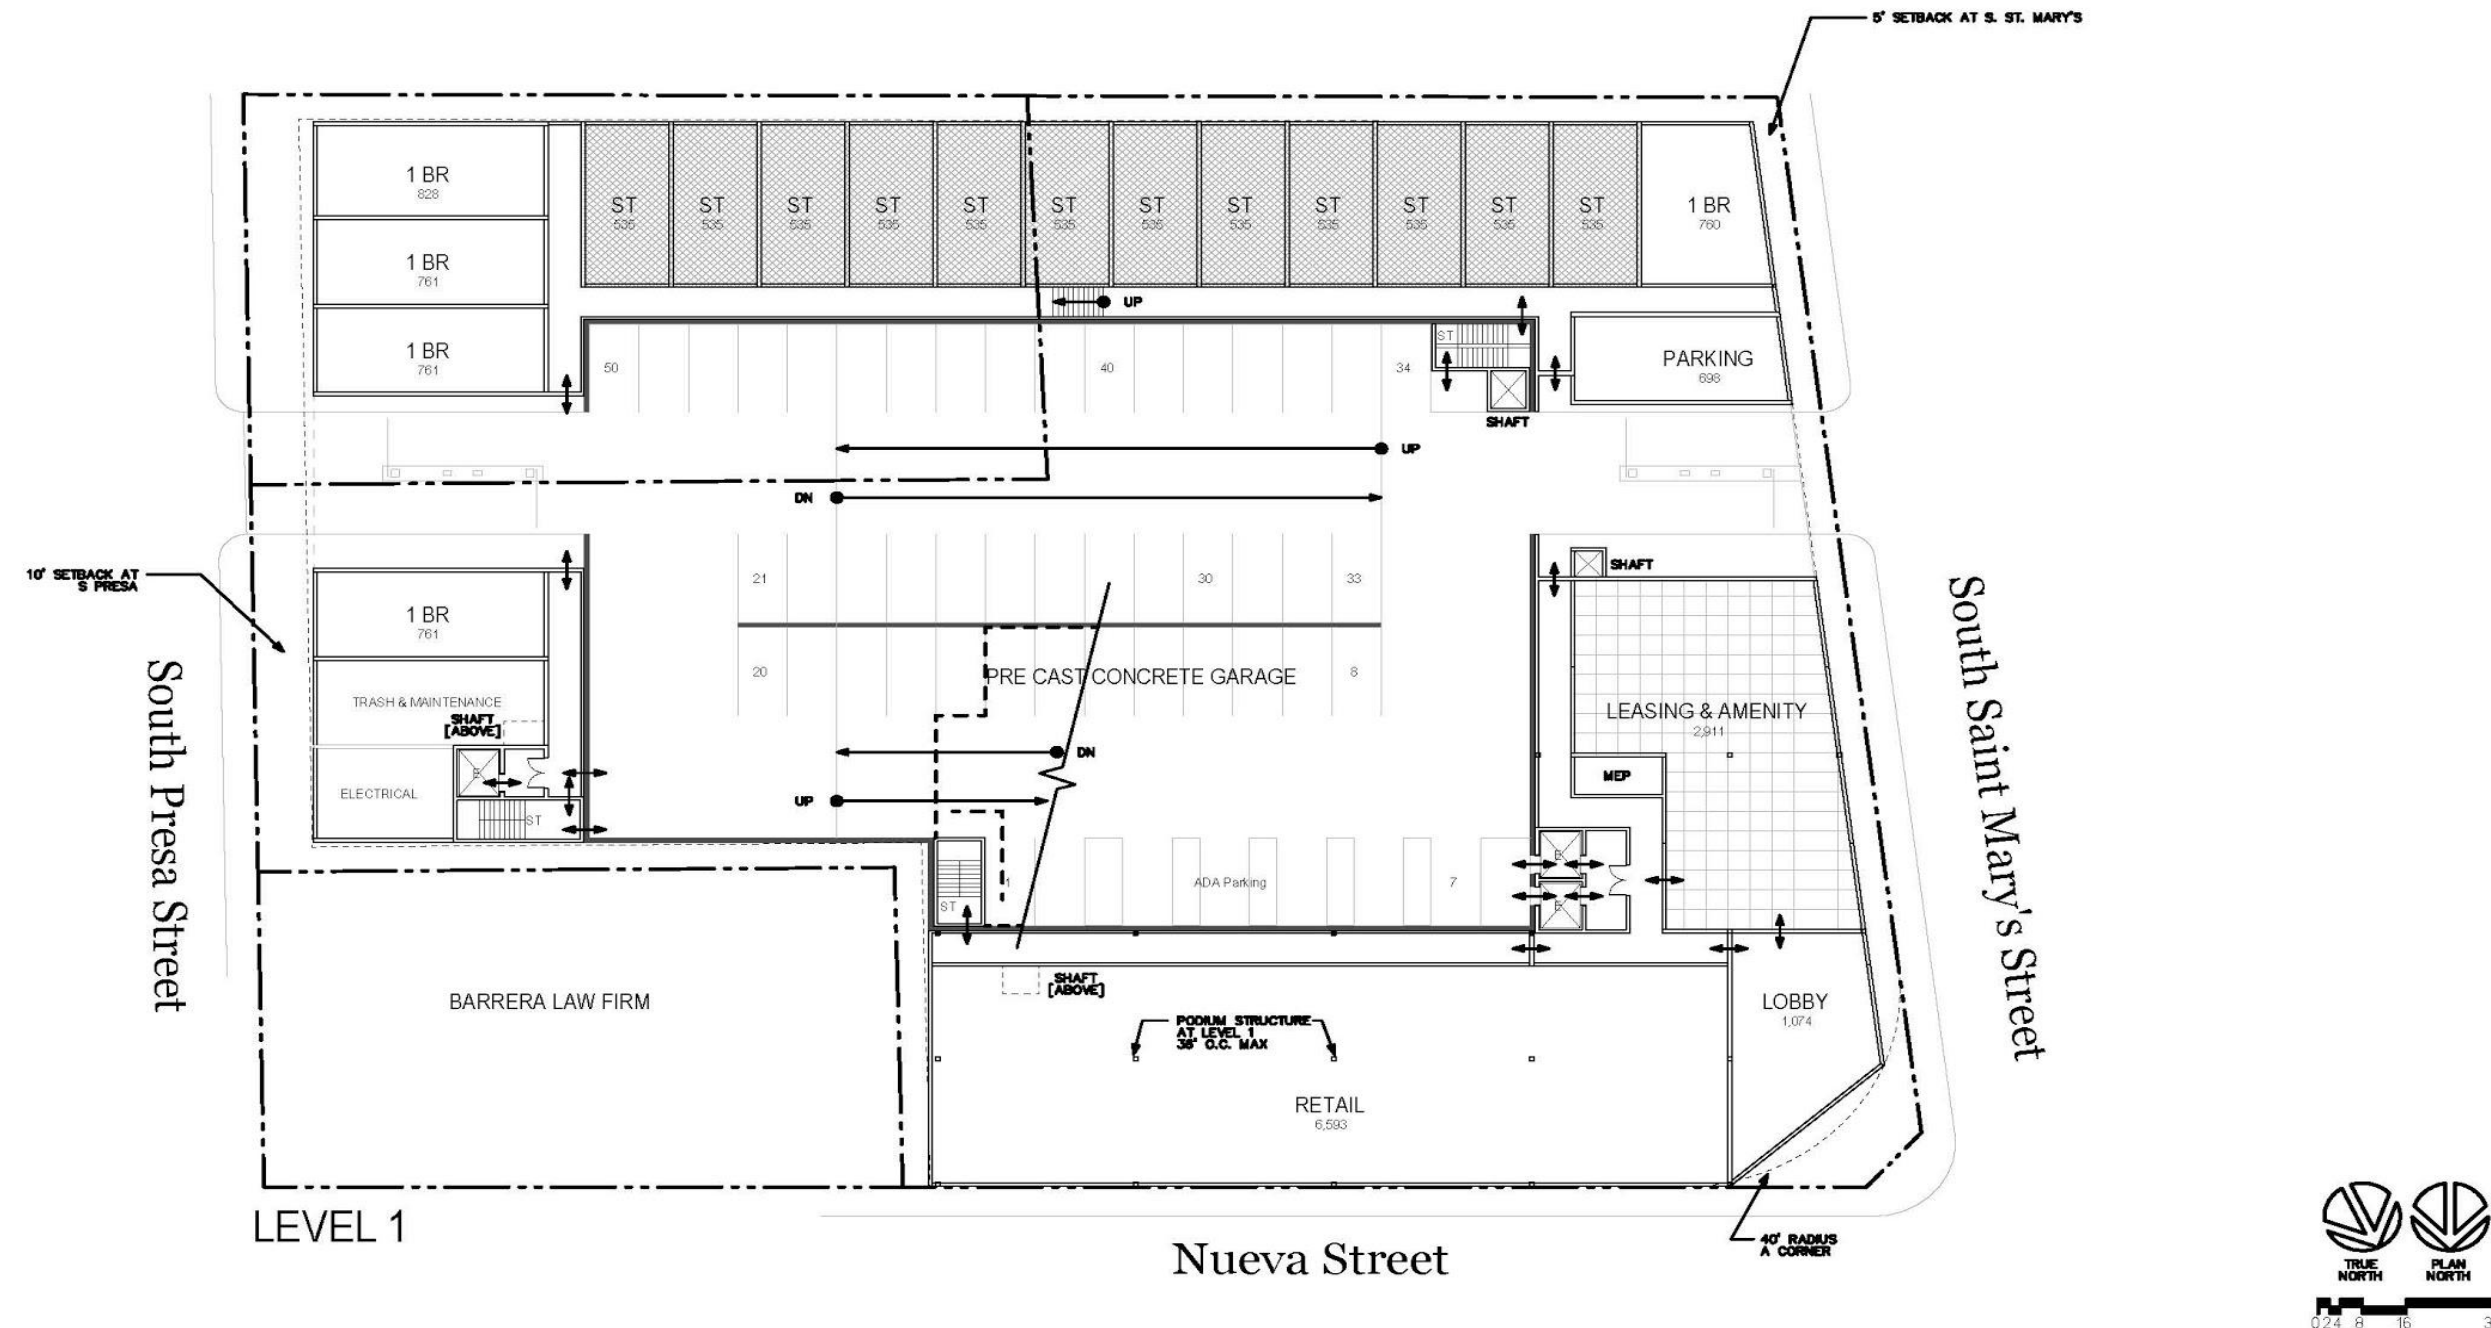 5' SETBACK AT S. ST. MARY'S
1 BR
828
ST
535
ST
535
ST
535
ST
535
ST
535
ST
535
ST
535
ST
535
ST
535
ST
535
ST
535
ST
535
1 BR
760
1 BR
761
1 BR
761
UP
50
40
34
ST
SHAFT
PARKING
698
UP
DN
10' SETBACK AT
S PRESA
21
30
33
SHAFT
1 BR
761
20
PRE CAST CONCRETE GARAGE
8
TRASH & MAINTENANCE
SHAFT
[ABOVE]
LEASING & AMENITY
2,911
E
ELECTRICAL
ST
DN
UP
MEP
South Presa Street
South Saint Mary's Street
ST
1
ADA Parking
7
E
E
BARRERA LAW FIRM
SHAFT
[ABOVE]
PODIUM STRUCTURE
AT LEVEL 1
36' O.C. MAX
LOBBY
1,074
RETAIL
6,593
LEVEL 1
Nueva Street
40' RADIUS
A CORNER
TRUE
NORTH
PLAN
NORTH
0 2 4 8 16 3